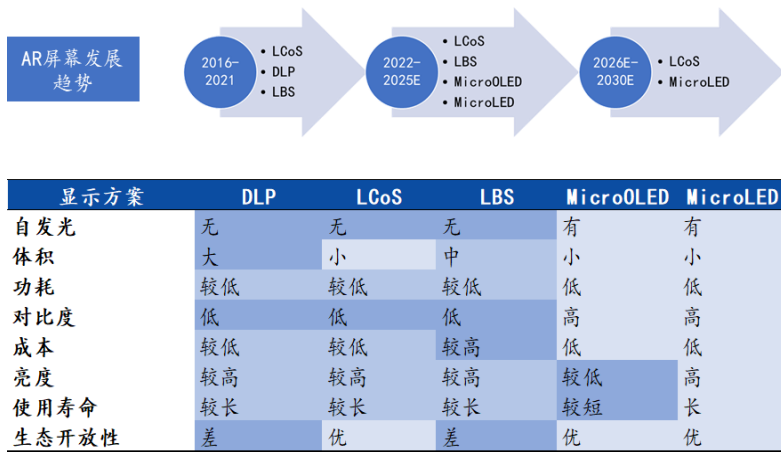 AR屏幕发展
趋势
2016-
2021
• LCoS
• DLP
• LBS
2022-
2025E
• LCoS
• LBS
• MicroOLED
• MicroLED
2026E-
2030E
• LCoS
• MicroLED
显示方案 DLP LCoS LBS MicroOLED MicroLED
自发光 无 无 无 有 有
体积 大 小 中 小 小
功耗 较低 较低 较低 低 低
对比度 低 低 低 高 高
成本 较低 较低 较高 低 低
亮度 较高 较高 较高 较低 高
使用寿命 较长 较长 较长 较短 长
生态开放性 差 优 差 优 优